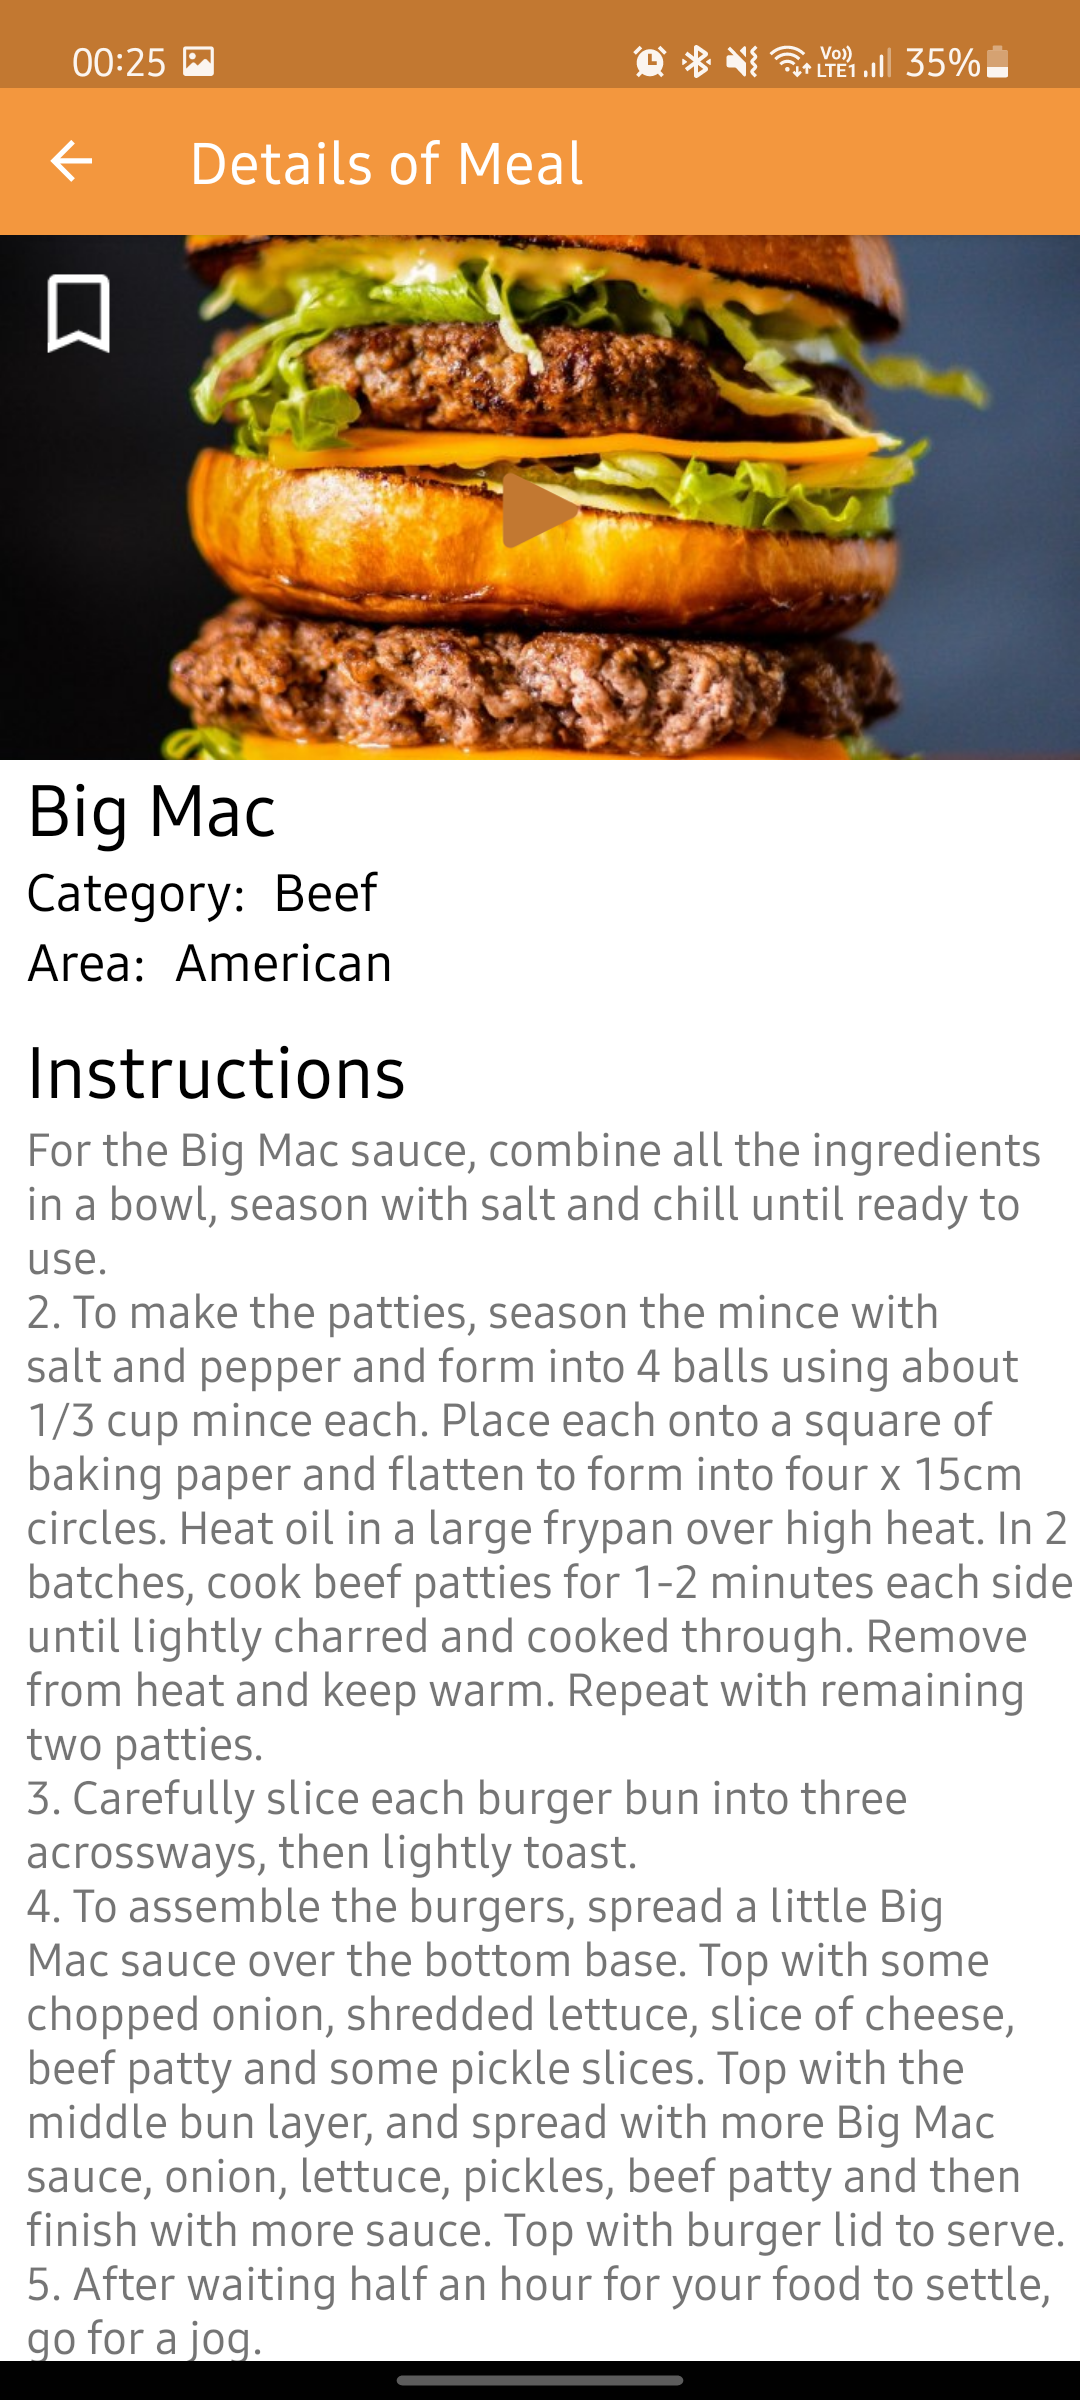 00:25 Vo)) LTE1 35%
Details of Meal
Big Mac
Category: Beef
Area: American
Instructions
For the Big Mac sauce, combine all the ingredients
in a bowl, season with salt and chill until ready to
use.
2. To make the patties, season the mince with
salt and pepper and form into 4 balls using about
1/3 cup mince each. Place each onto a square of
baking paper and flatten to form into four x 15cm
circles. Heat oil in a large frypan over high heat. In 2
batches, cook beef patties for 1-2 minutes each side
until lightly charred and cooked through. Remove
from heat and keep warm. Repeat with remaining
two patties.
3. Carefully slice each burger bun into three
acrossways, then lightly toast.
4. To assemble the burgers, spread a little Big
Mac sauce over the bottom base. Top with some
chopped onion, shredded lettuce, slice of cheese,
beef patty and some pickle slices. Top with the
middle bun layer, and spread with more Big Mac
sauce, onion, lettuce, pickles, beef patty and then
finish with more sauce. Top with burger lid to serve.
5. After waiting half an hour for your food to settle,
go for a jog.